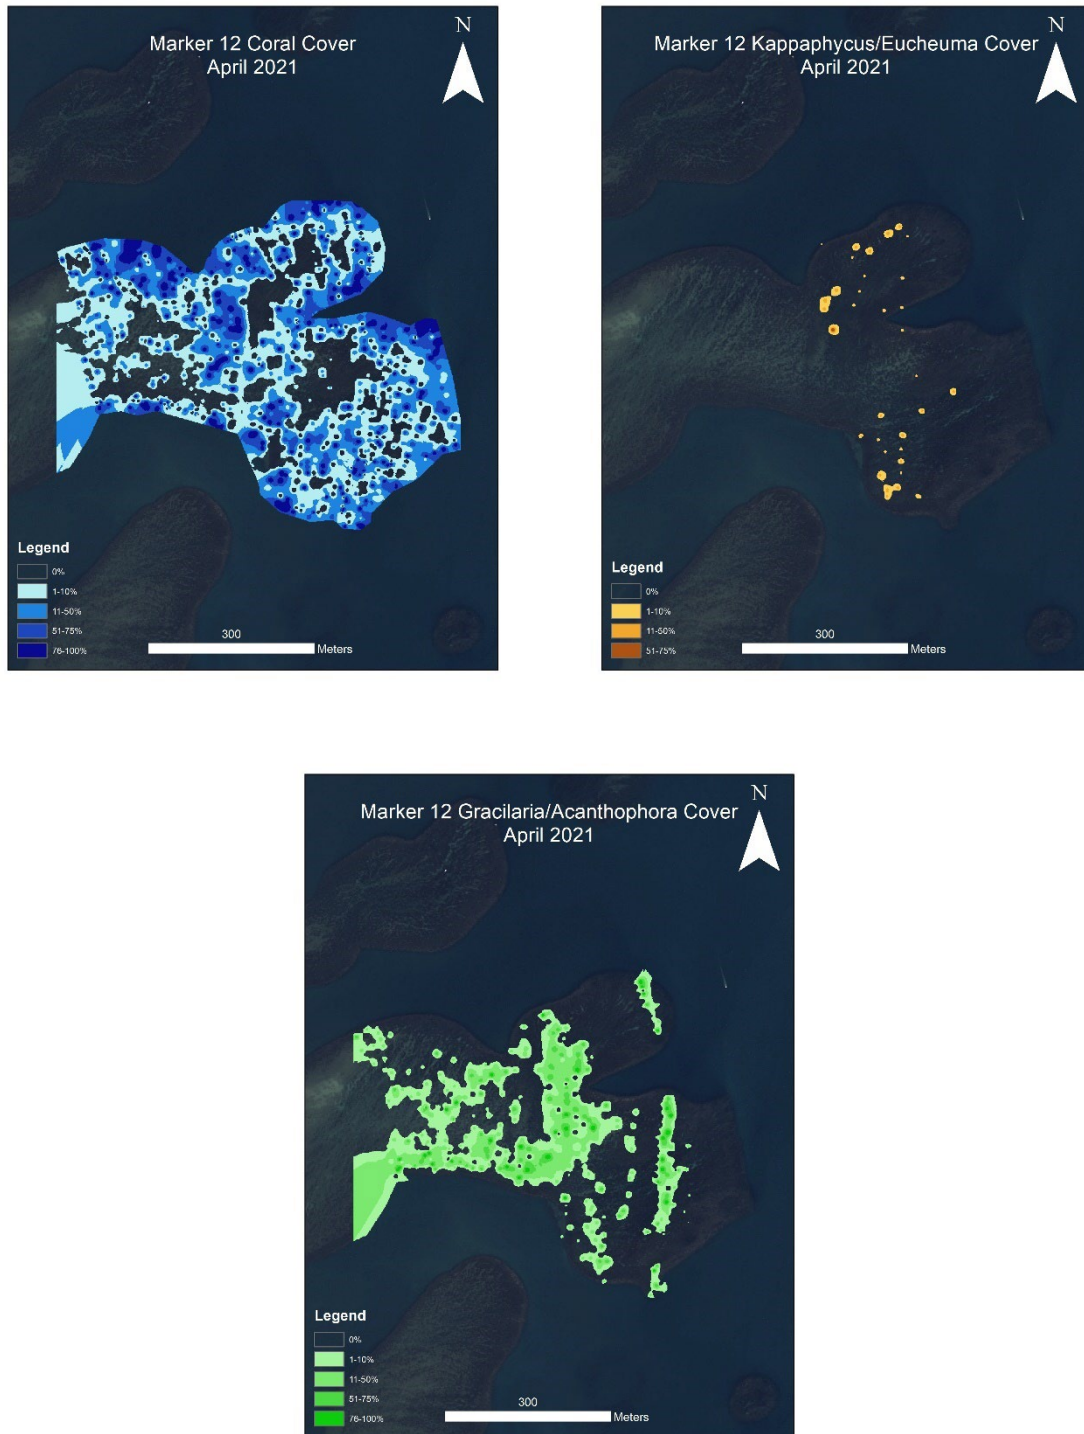 N
Marker 12 Coral Cover
April 2021
Legend
0%
1-10%
11-50%
51-75%
76-100%
300
Meters
N
Marker 12 Kappaphycus/Eucheuma Cover
April 2021
Legend
0%
1-10%
11-50%
51-75%
300
Meters
N
Marker 12 Gracilaria/Acanthophora Cover
April 2021
Legend
0%
1-10%
11-50%
51-75%
76-100%
300
Meters